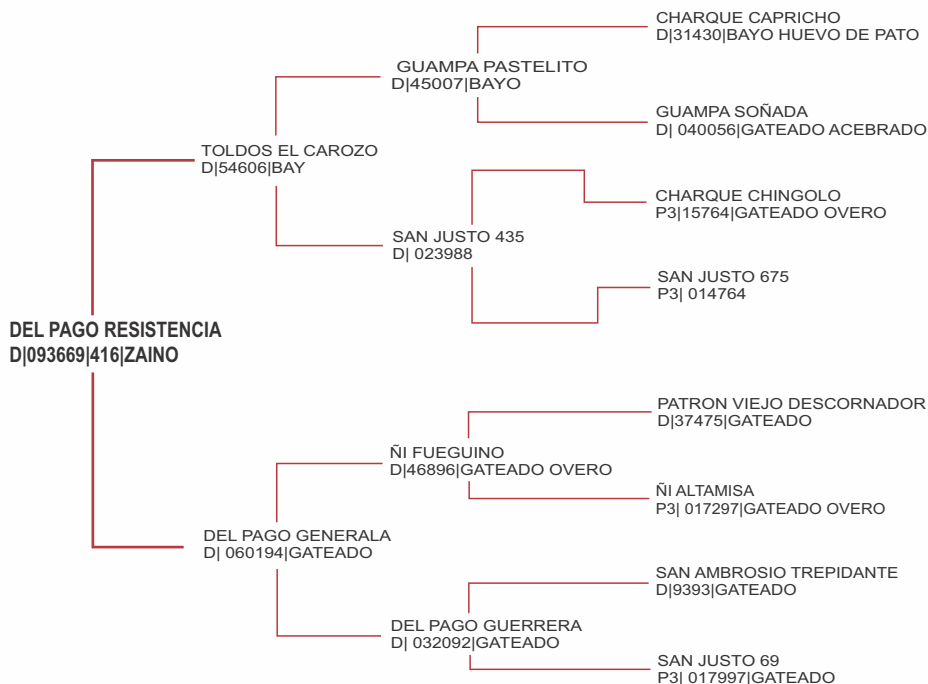 CHARQUE CAPRICHO
D|31430|BAYO HUEVO DE PATO
GUAMPA PASTELITO
D|45007|BAYO
GUAMPA SOÑADA
D| 040056|GATEADO ACEBRADO
TOLDOS EL CAROZO
D|54606|BAY
CHARQUE CHINGOLO
P3|15764|GATEADO OVERO
SAN JUSTO 435
D| 023988
SAN JUSTO 675
P3| 014764
DEL PAGO RESISTENCIA
D|093669|416|ZAINO
PATRON VIEJO DESCORNADOR
D|37475|GATEADO
ÑI FUEGUINO
D|46896|GATEADO OVERO
ÑI ALTAMISA
P3| 017297|GATEADO OVERO
DEL PAGO GENERALA
D| 060194|GATEADO
SAN AMBROSIO TREPIDANTE
D|9393|GATEADO
DEL PAGO GUERRERA
D| 032092|GATEADO
SAN JUSTO 69
P3| 017997|GATEADO